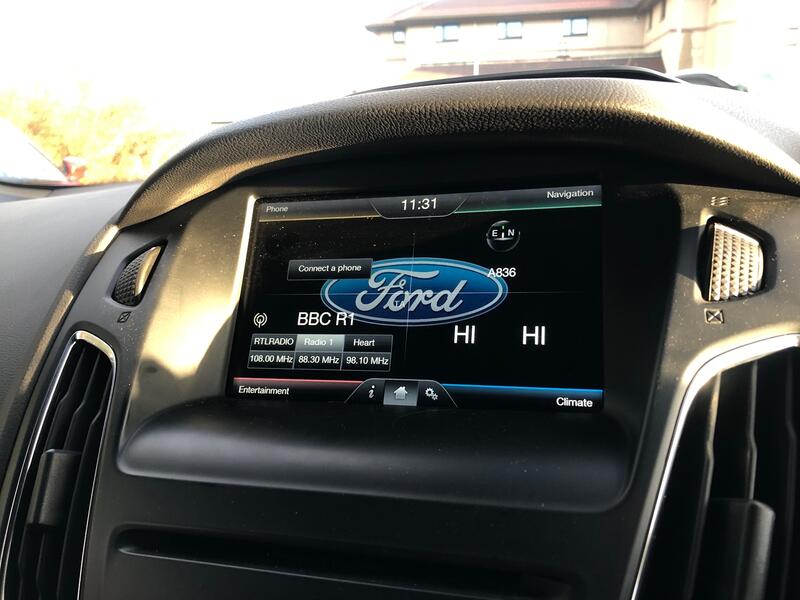 Phone
11:31
Navigation
E N
Connect a phone
A836
Ford
BBC R1
HI HI
RTLRADIO Radio 1 Heart
108.00 MHz 88.30 MHz 98.10 MHz
Entertainment
i
Climate